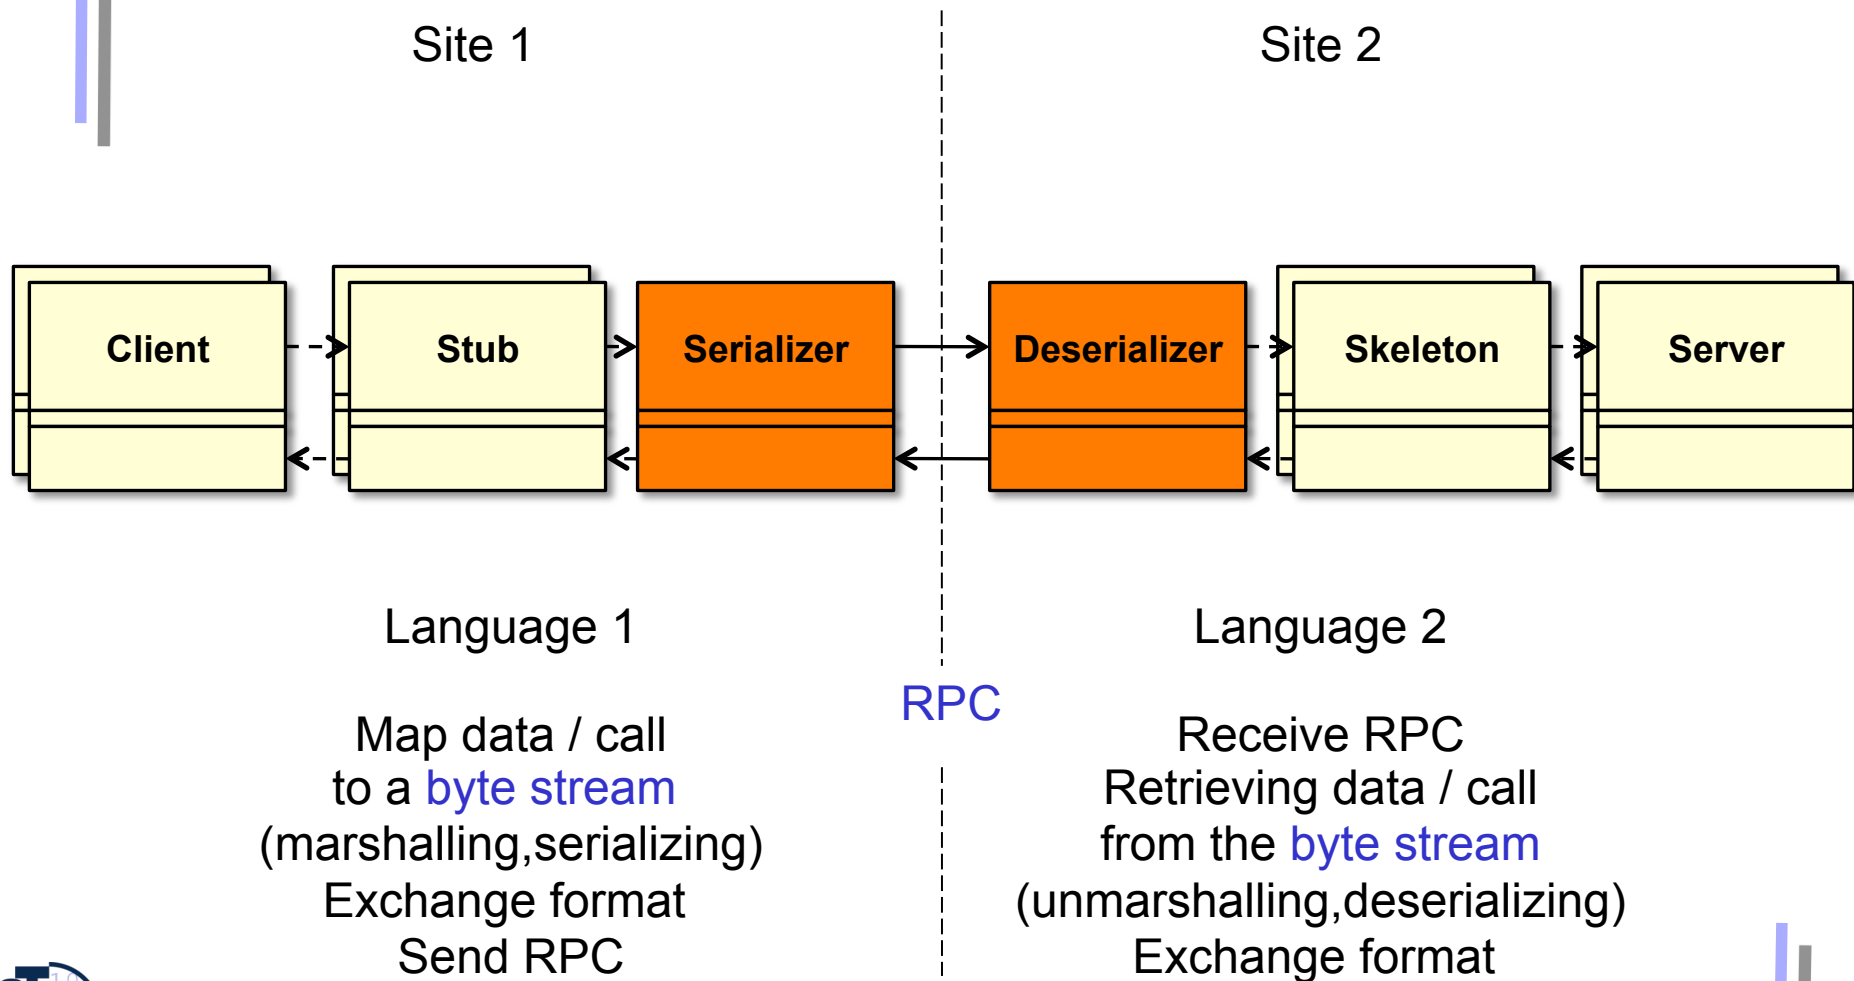 Site 1
Site 2
Client
Stub
Serializer
Deserializer
Skeleton
Server
Language 1
Language 2
RPC
Map data / call
to a byte stream
(marshalling,serializing)
Exchange format
Send RPC
Receive RPC
Retrieving data / call
from the byte stream
(unmarshalling,deserializing)
Exchange format